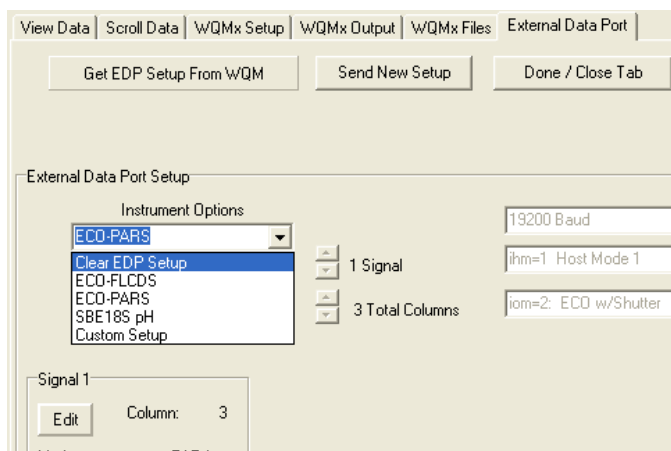 View Data Scroll Data WQMx Setup WQMx Output WQMx Files External Data Port
Get EDP Setup From WQM Send New Setup Done / Close Tab
External Data Port Setup
Instrument Options
ECO-PARS
Clear EDP Setup
ECO-FLCDS
ECO-PARS
SBE18S pH
Custom Setup
1 Signal
3 Total Columns
19200 Baud
ihm=1 Host Mode 1
iom=2: ECO w/Shutter
Signal 1
Edit Column: 3